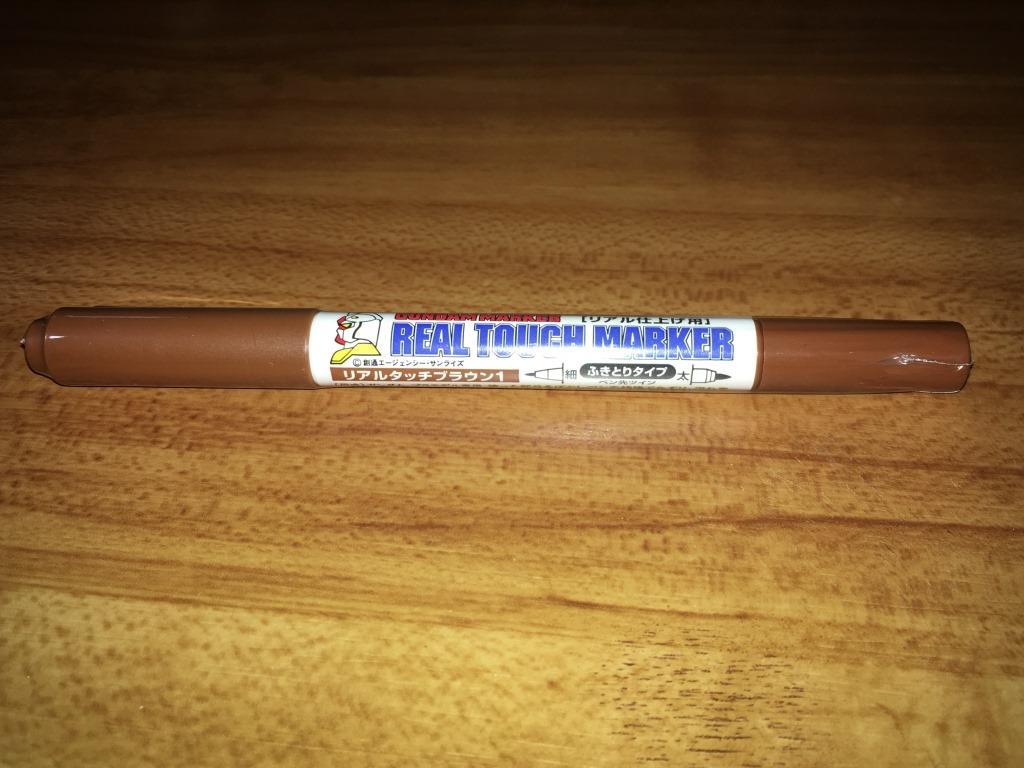 GUNDAM MARKER 【リアル仕上げ用】
REAL TOUCH MARKER
©創通エージェンシー・サンライズ
リアルタッチブラウン1 細 ふきとりタイプ 太
ペン先ツイン